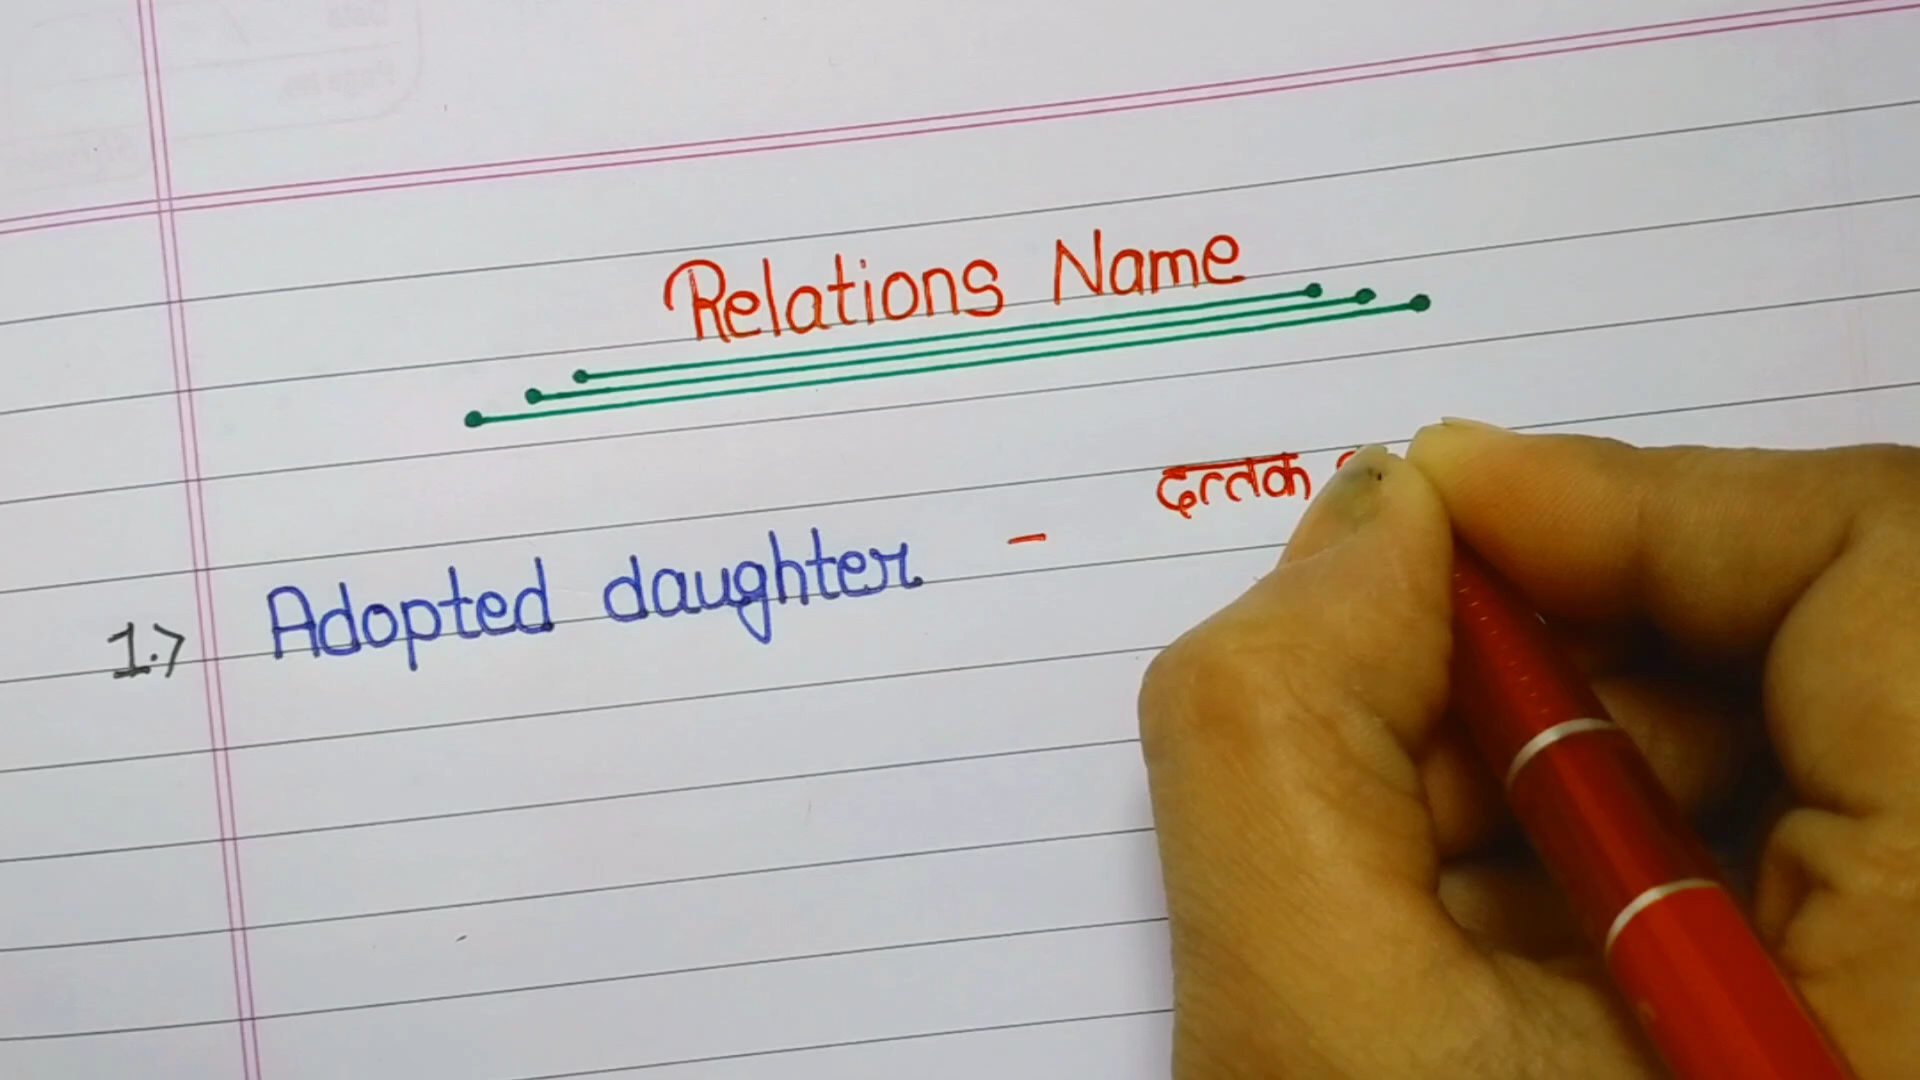 Relations Name
1.> Adopted daughter - दत्तक